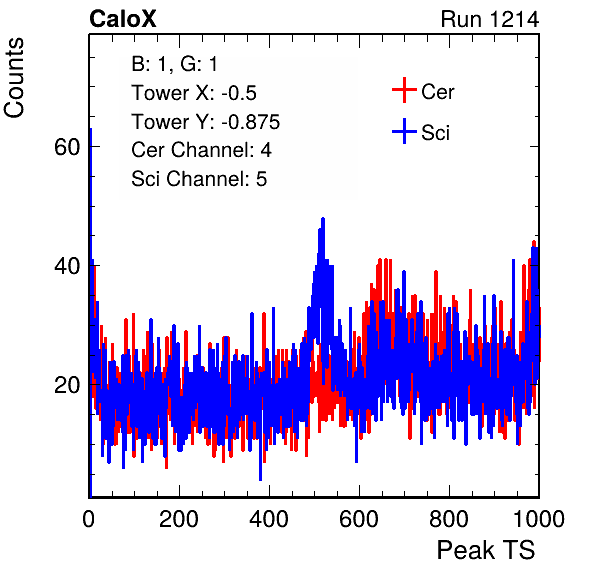 CaloX
Run 1214
Counts
B: 1, G: 1
Tower X: -0.5
Tower Y: -0.875
Cer Channel: 4
Sci Channel: 5
Cer
Sci
60
40
20
0
200
400
600
800
1000
Peak TS